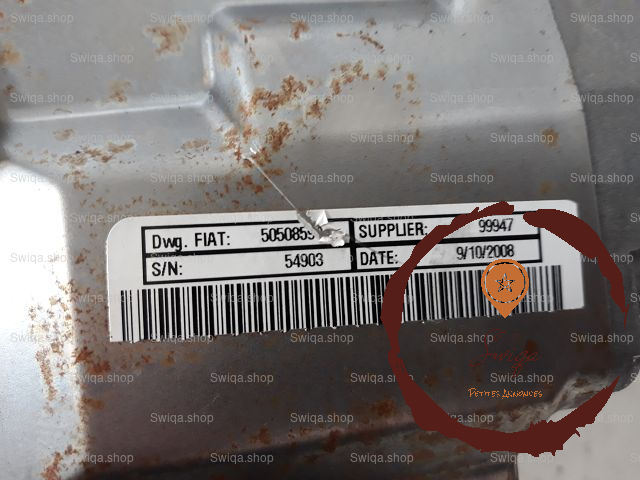 Dwg. FIAT: SUPPLIER: 99947
S/N: 54903 DATE: 9/10/2008
Swiqa.shop
PETITES ANNONCES